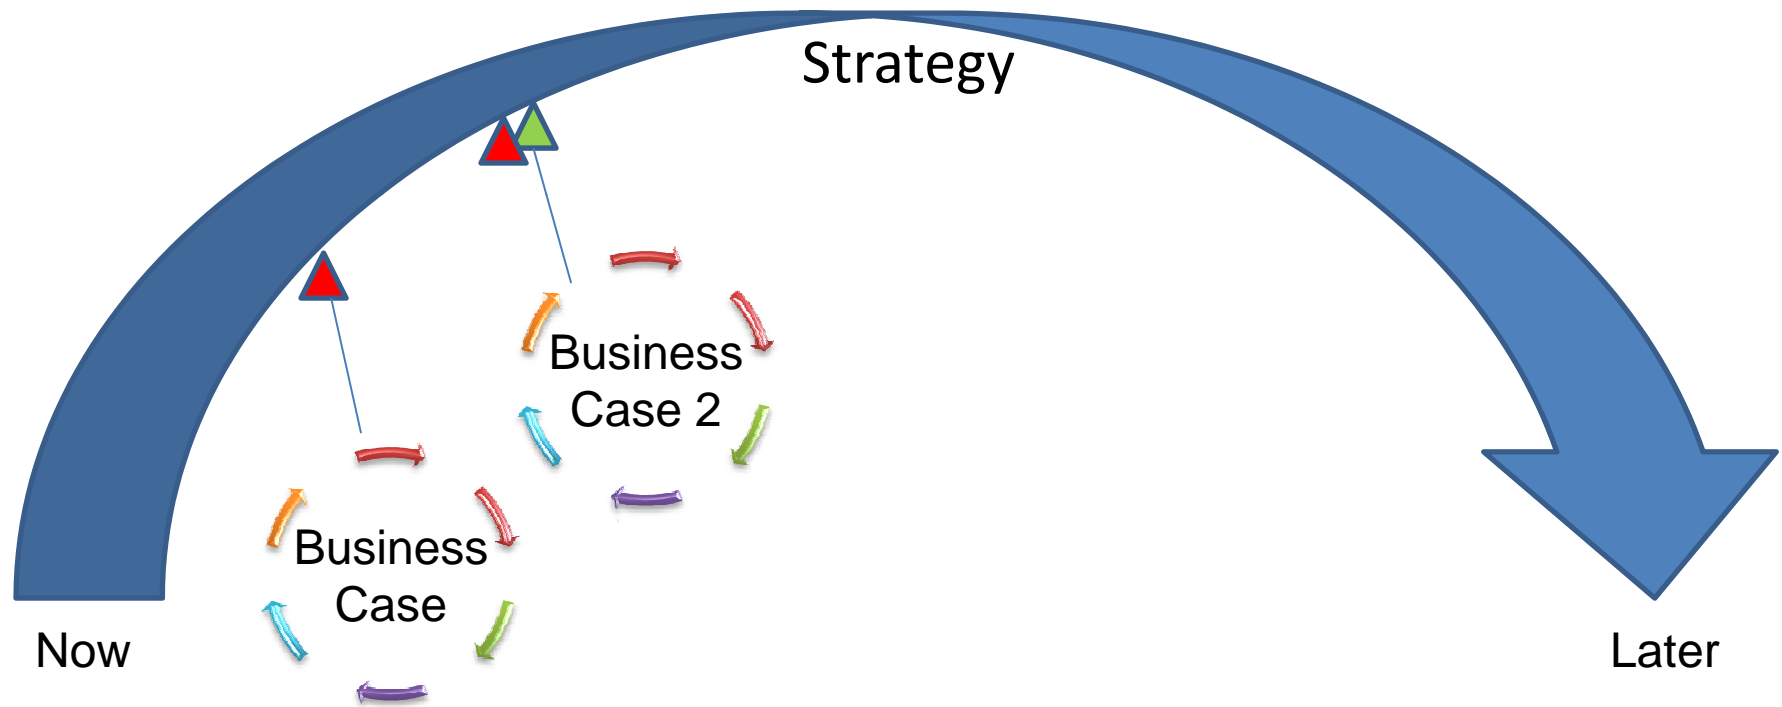 Strategy
Business
Case 2
Business
Case
Now
Later